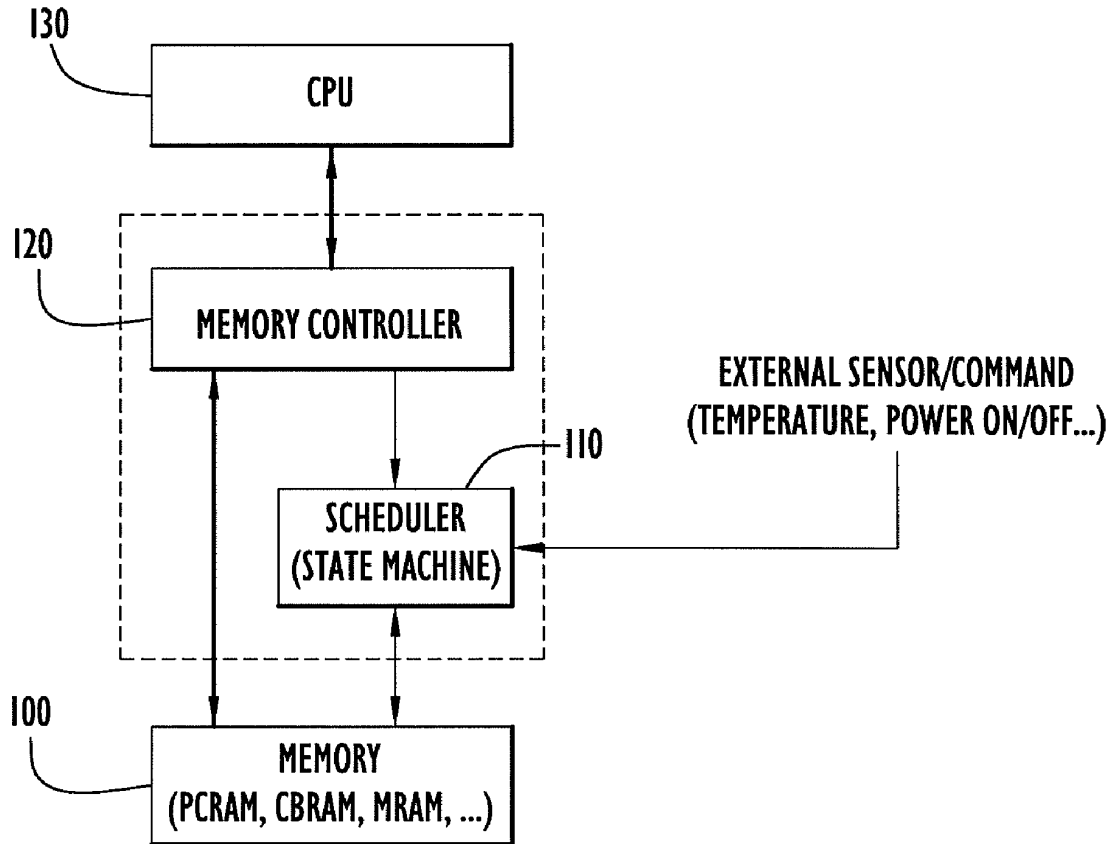 130
CPU
120
MEMORY CONTROLLER
EXTERNAL SENSOR/COMMAND
(TEMPERATURE, POWER ON/OFF...)
110
SCHEDULER
(STATE MACHINE)
100
MEMORY
(PCRAM, CBRAM, MRAM, ...)